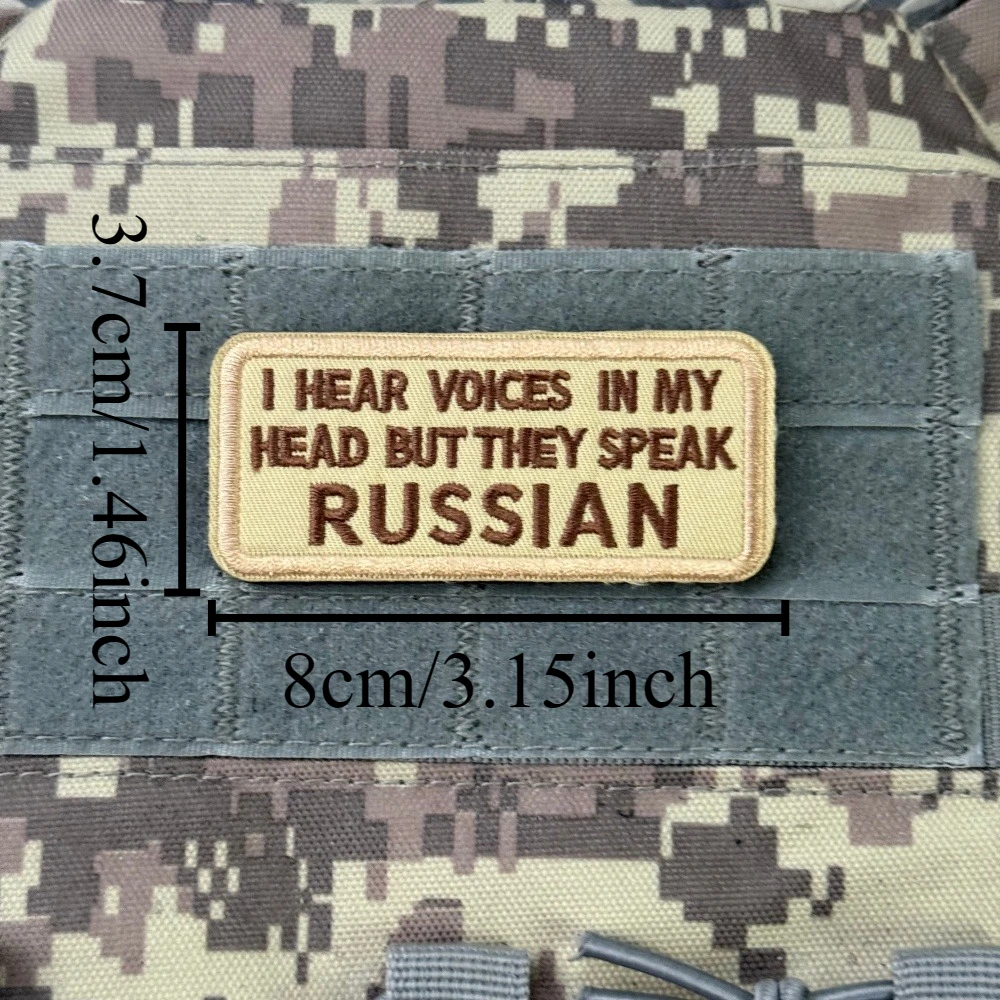 I HEAR VOICES IN MY
HEAD BUT THEY SPEAK
RUSSIAN
3.7cm/1.46inch
8cm/3.15inch